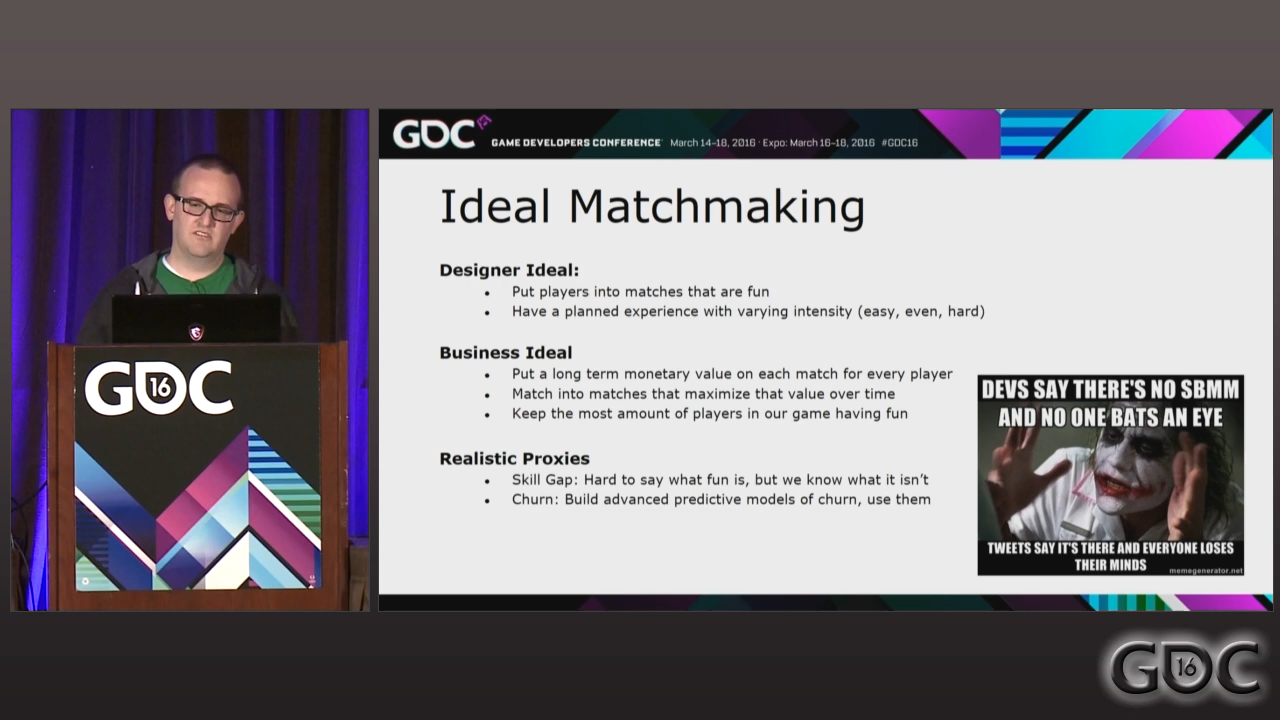 GDC
GAME DEVELOPERS CONFERENCE March 14-18, 2016 · Expo: March 16-18, 2016 #GDC16
Ideal Matchmaking
Designer Ideal:
• Put players into matches that are fun
• Have a planned experience with varying intensity (easy, even, hard)
Business Ideal
• Put a long term monetary value on each match for every player
• Match into matches that maximize that value over time
• Keep the most amount of players in our game having fun
Realistic Proxies
• Skill Gap: Hard to say what fun is, but we know what it isn't
• Churn: Build advanced predictive models of churn, use them
DEVS SAY THERE'S NO SBMM
AND NO ONE BATS AN EYE
TWEETS SAY IT'S THERE AND EVERYONE LOSES
THEIR MINDS
memegenerator.net
GDC
16
GDC
16